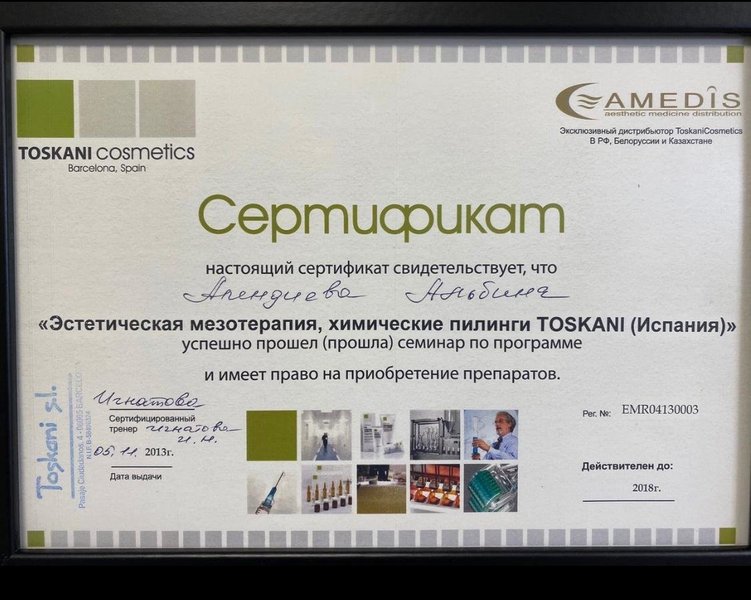 TOSKANI cosmetics
Barcelona, Spain
AMEDIS
aesthetic medicine distribution
Эксклюзивный дистрибьютор ToskaniCosmetics
В РФ, Белоруссии и Казахстане
Сертификат
настоящий сертификат свидетельствует, что
Апендиева Альбина
«Эстетическая мезотерапия, химические пилинги TOSKANI (Испания)»
успешно прошел (прошла) семинар по программе
и имеет право на приобретение препаратов.
Игнатова
Сертифицированный
тренер Игнатова
И.И.
05.11. 2013г.
Дата выдачи
Toskani s.l.
Рег. №: EMR04130003
Действителен до:
2018г.